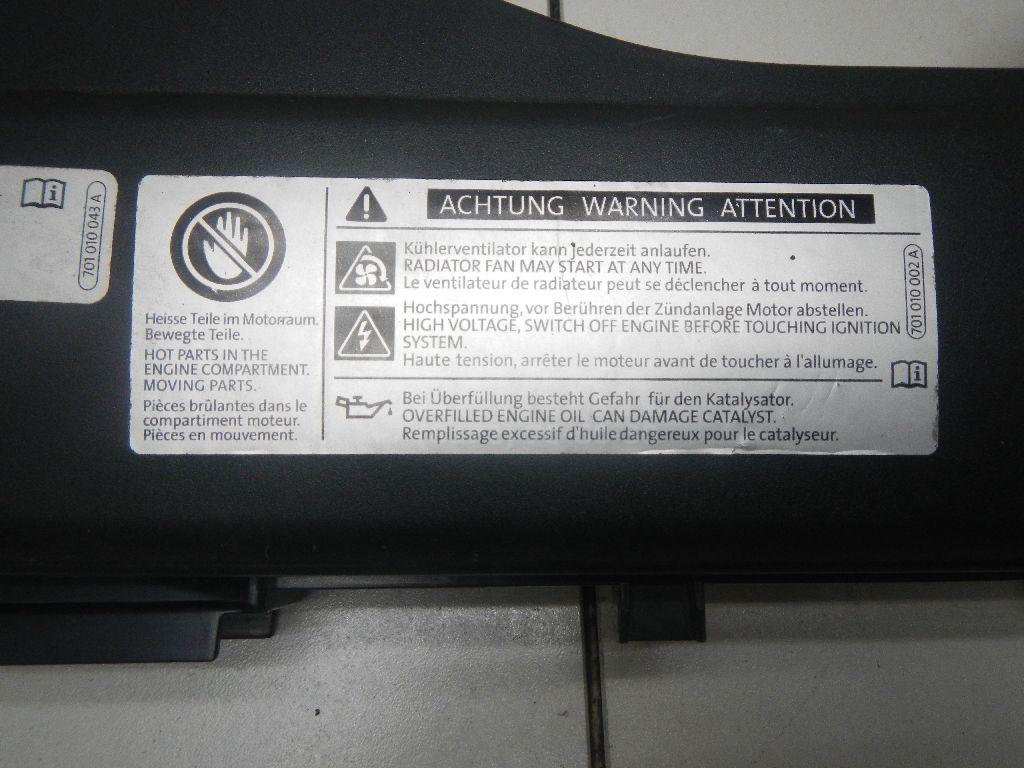 701 010 043 A
ACHTUNG WARNING ATTENTION
Heisse Teile im Motorraum.
Bewegte Teile.
HOT PARTS IN THE
ENGINE COMPARTMENT.
MOVING PARTS.
Pièces brûlantes dans le
compartiment moteur.
Pièces en mouvement.
Kühlerventilator kann jederzeit anlaufen.
RADIATOR FAN MAY START AT ANY TIME.
Le ventilateur de radiateur peut se déclencher à tout moment.
Hochspannung, vor Berühren der Zündanlage Motor abstellen.
HIGH VOLTAGE, SWITCH OFF ENGINE BEFORE TOUCHING IGNITION
SYSTEM.
Haute tension, arrêter le moteur avant de toucher à l'allumage.
Bei Überfüllung besteht Gefahr für den Katalysator.
OVERFILLED ENGINE OIL CAN DAMAGE CATALYST.
Remplissage excessif d'huile dangereux pour le catalyseur.
701 010 002 A